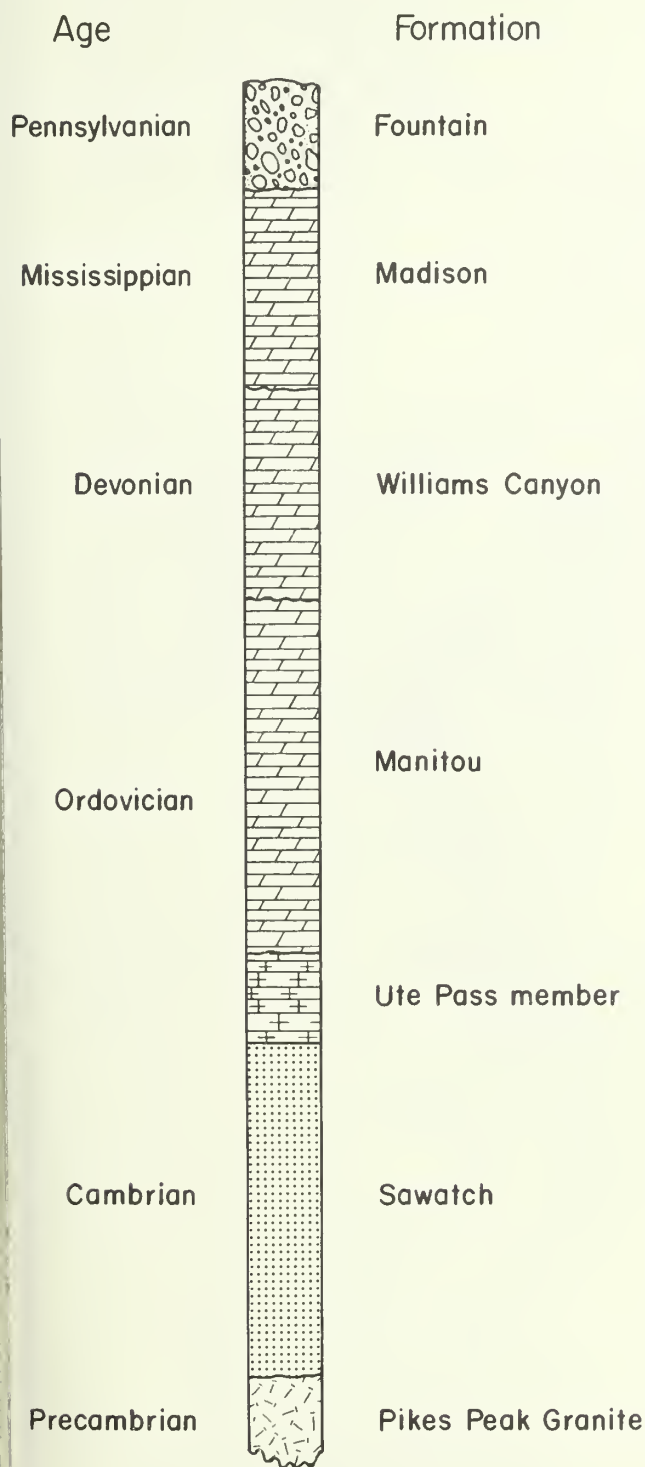 Age Formation
Pennsylvanian Fountain
Mississippian Madison
Devonian Williams Canyon
Manitou
Ordovician
Ute Pass member
Cambrian Sawatch
Precambrian Pikes Peak Granite